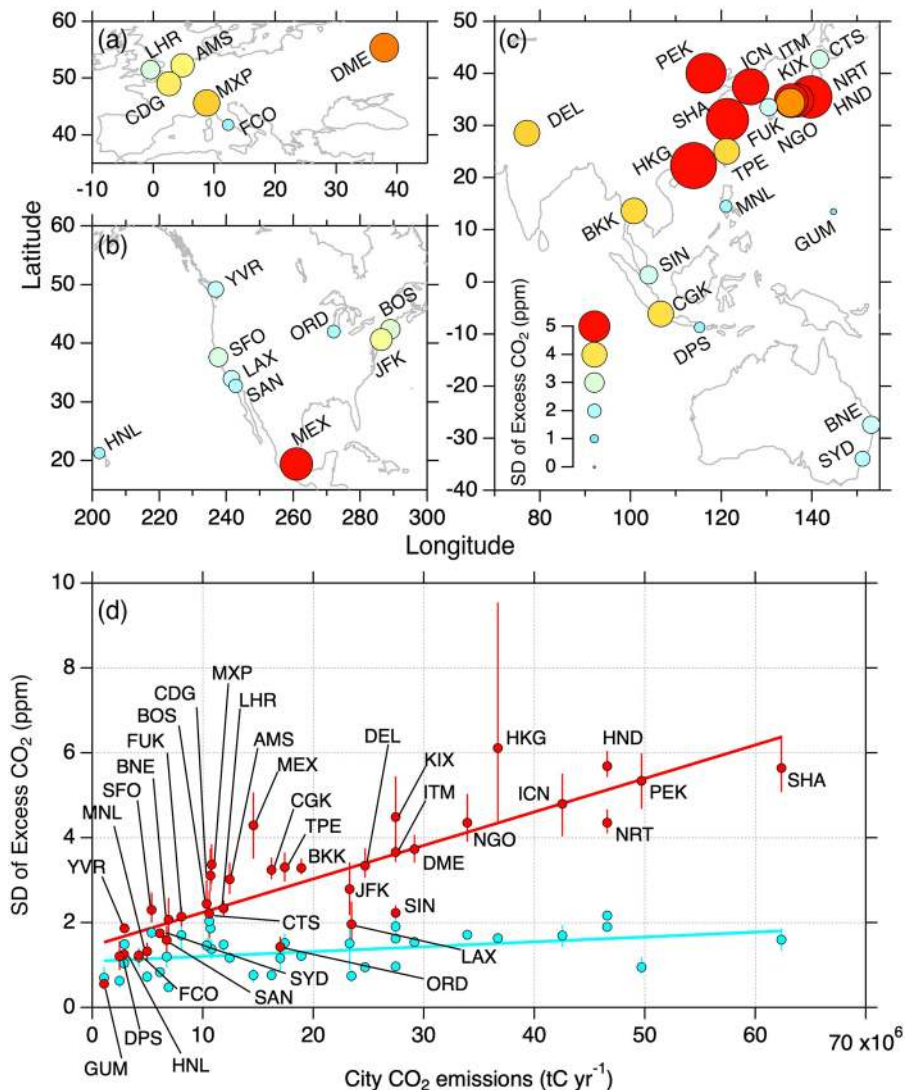 (a)
LHR
AMS
DME
CDG
MXP
FCO
60
50
40
-10
0
10
20
30
40
(b)
60
50
40
30
20
YVR
ORD
BOS
SFO
JFK
LAX
SAN
HNL
MEX
200
220
240
260
280
300
Latitude
Longitude
(c)
50
40
30
20
10
0
-10
-20
-30
-40
PEK
ICN
ITM
CTS
KIX
DEL
SHA
NRT
HND
FUK
NGO
HKG
TPE
BKK
MNL
GUM
SIN
CGK
DPS
BNE
SYD
SD of Excess CO2 (ppm)
5
4
3
2
1
0
80
100
120
140
(d)
10
8
6
4
2
0
SD of Excess CO2 (ppm)
MXP
CDG
LHR
BOS
FUK
AMS
DEL
BNE
MEX
KIX
HKG
HND
SFO
CGK
ITM
ICN
PEK
SHA
MNL
TPE
NGO
NRT
YVR
BKK
DME
JFK
SIN
CTS
LAX
SYD
ORD
FCO
SAN
DPS
HNL
GUM
0
10
20
30
40
50
60
70 x10⁶
City CO2 emissions (tC yr⁻¹)